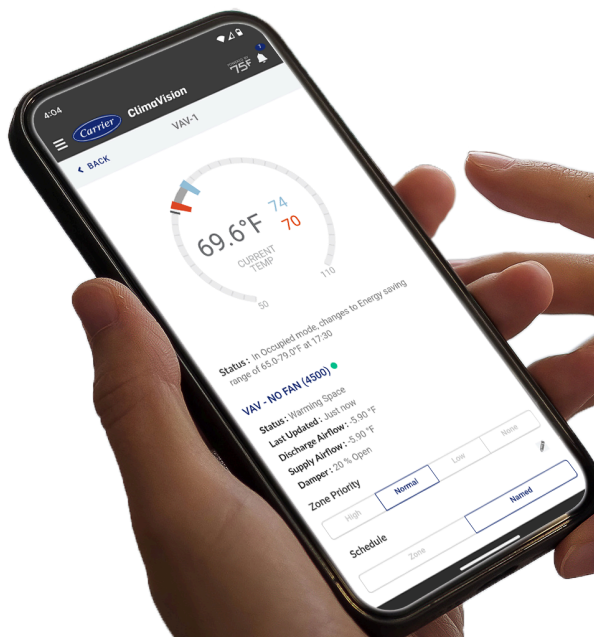 4:04
Carrier
ClimaVision
POWERED BY
75F
1
BACK
VAV-1
69.6°F
74
70
CURRENT
TEMP
50
110
Status: In Occupied mode, changes to Energy saving
range of 65.0-79.0°F at 17:30
VAV - NO FAN (4500)
Status: Warming Space
Last Updated: Just now
Discharge Airflow: -5.90 °F
Supply Airflow: -5.90 °F
Damper: 20 % Open
Zone Priority
High
Normal
Low
None
Schedule
Zone
Named